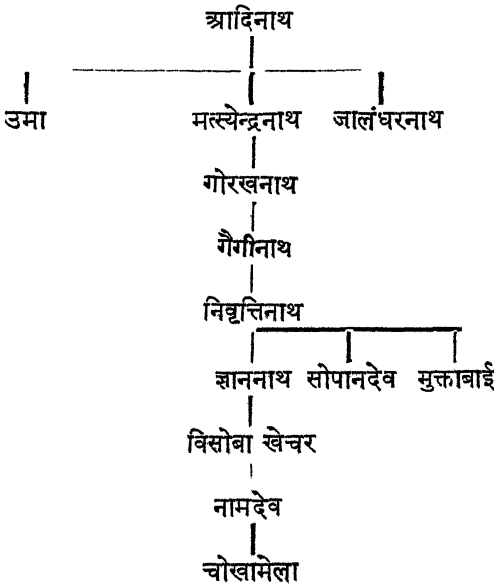 आदिनाथ
उमा मत्स्येन्द्रनाथ जालंधरनाथ
गोरखनाथ
गैगीनाथ
निवृत्तिनाथ
ज्ञाननाथ सोपानदेव मुक्ताबाई
विसोबा खेचर
नामदेव
चोखामेला